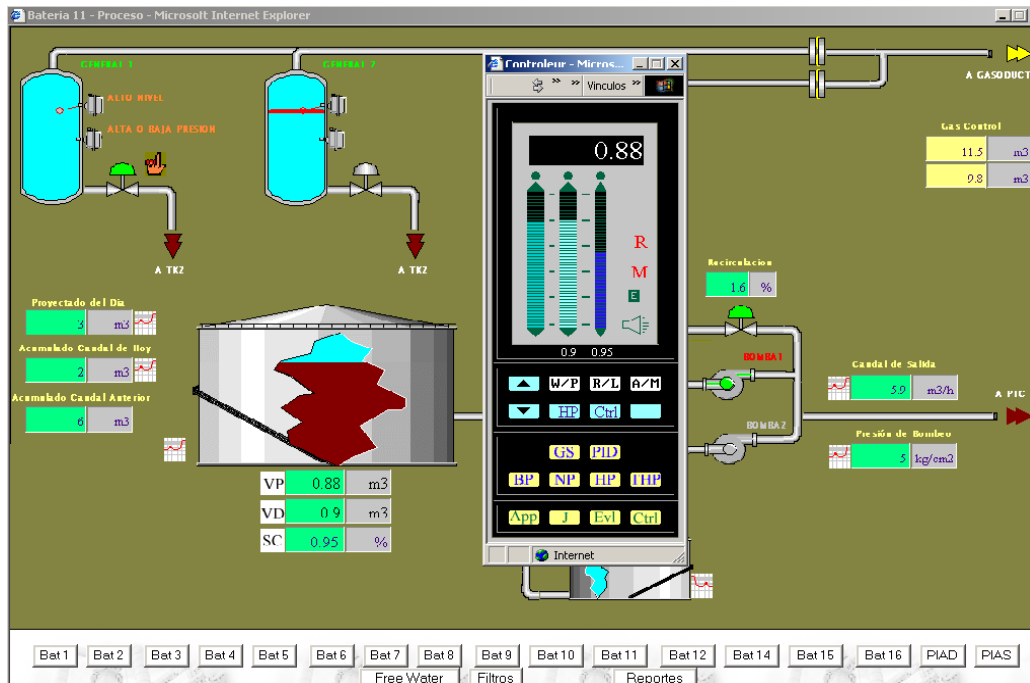 Bateria 11 - Proceso - Microsoft Internet Explorer
GENERAL 1
GENERAL 2
ALTO NIVEL
ALTA O BAJA PRESION
A TK2
A TK2
Controleur - Micros...
Vinculos
0.88
R
M
E
0.9 0.95
W/P R/L A/M
HP Ctrl
GS PID
BP NP HP THP
App J Evl Ctrl
Internet
A GASODUCT
Gas Control
11.5 m3
9.8 m3
Recirculacion
1.6 %
BOMBA1
BOMBA2
Caudal de Salida
5.9 m3/h
Presión de Bombeo
5 kg/cm2
A PIC
Proyectado del Dia
3 m3
Acumulado Caudal de Hoy
2 m3
Acumulado Caudal Anterior
6 m3
VP 0.88 m3
VD 0.9 m3
SC 0.95 %
Bat 1 Bat 2 Bat 3 Bat 4 Bat 5 Bat 6 Bat 7 Bat 8 Bat 9 Bat 10 Bat 11 Bat 12 Bat 14 Bat 15 Bat 16 PIAD PIAS
Free Water Filtros Reportes